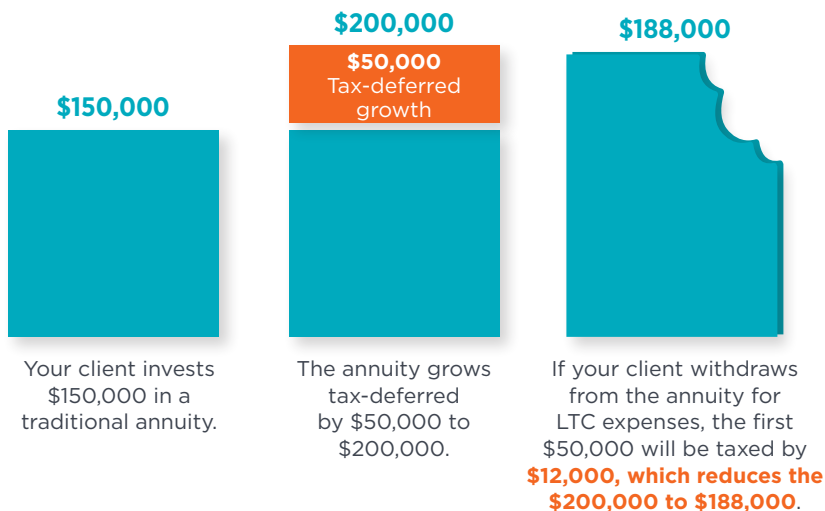 $150,000
Your client invests
$150,000 in a
traditional annuity.
$200,000
$50,000
Tax-deferred
growth
The annuity grows
tax-deferred
by $50,000 to
$200,000.
$188,000
If your client withdraws
from the annuity for
LTC expenses, the first
$50,000 will be taxed by
$12,000, which reduces the
$200,000 to $188,000.